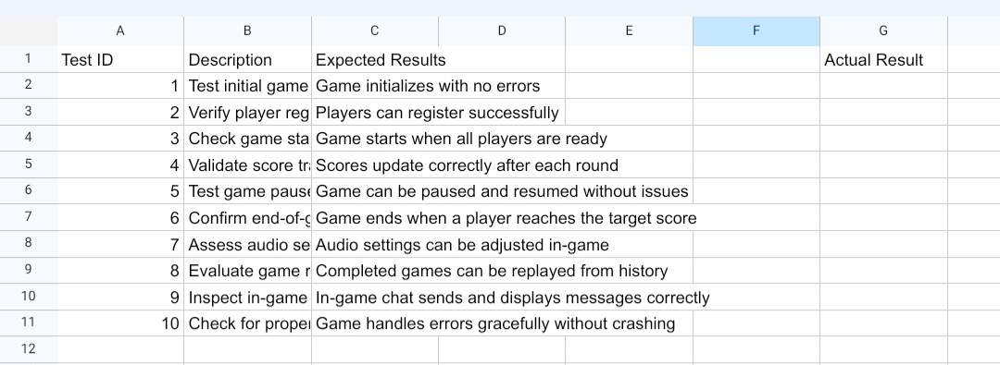 A B C D E F G
1 Test ID Description Expected Results Actual Result
2 1 Test initial game Game initializes with no errors
3 2 Verify player reg Players can register successfully
4 3 Check game sta Game starts when all players are ready
5 4 Validate score tr Scores update correctly after each round
6 5 Test game pause Game can be paused and resumed without issues
7 6 Confirm end-of-g Game ends when a player reaches the target score
8 7 Assess audio se Audio settings can be adjusted in-game
9 8 Evaluate game r Completed games can be replayed from history
10 9 Inspect in-game In-game chat sends and displays messages correctly
11 10 Check for proper Game handles errors gracefully without crashing
12